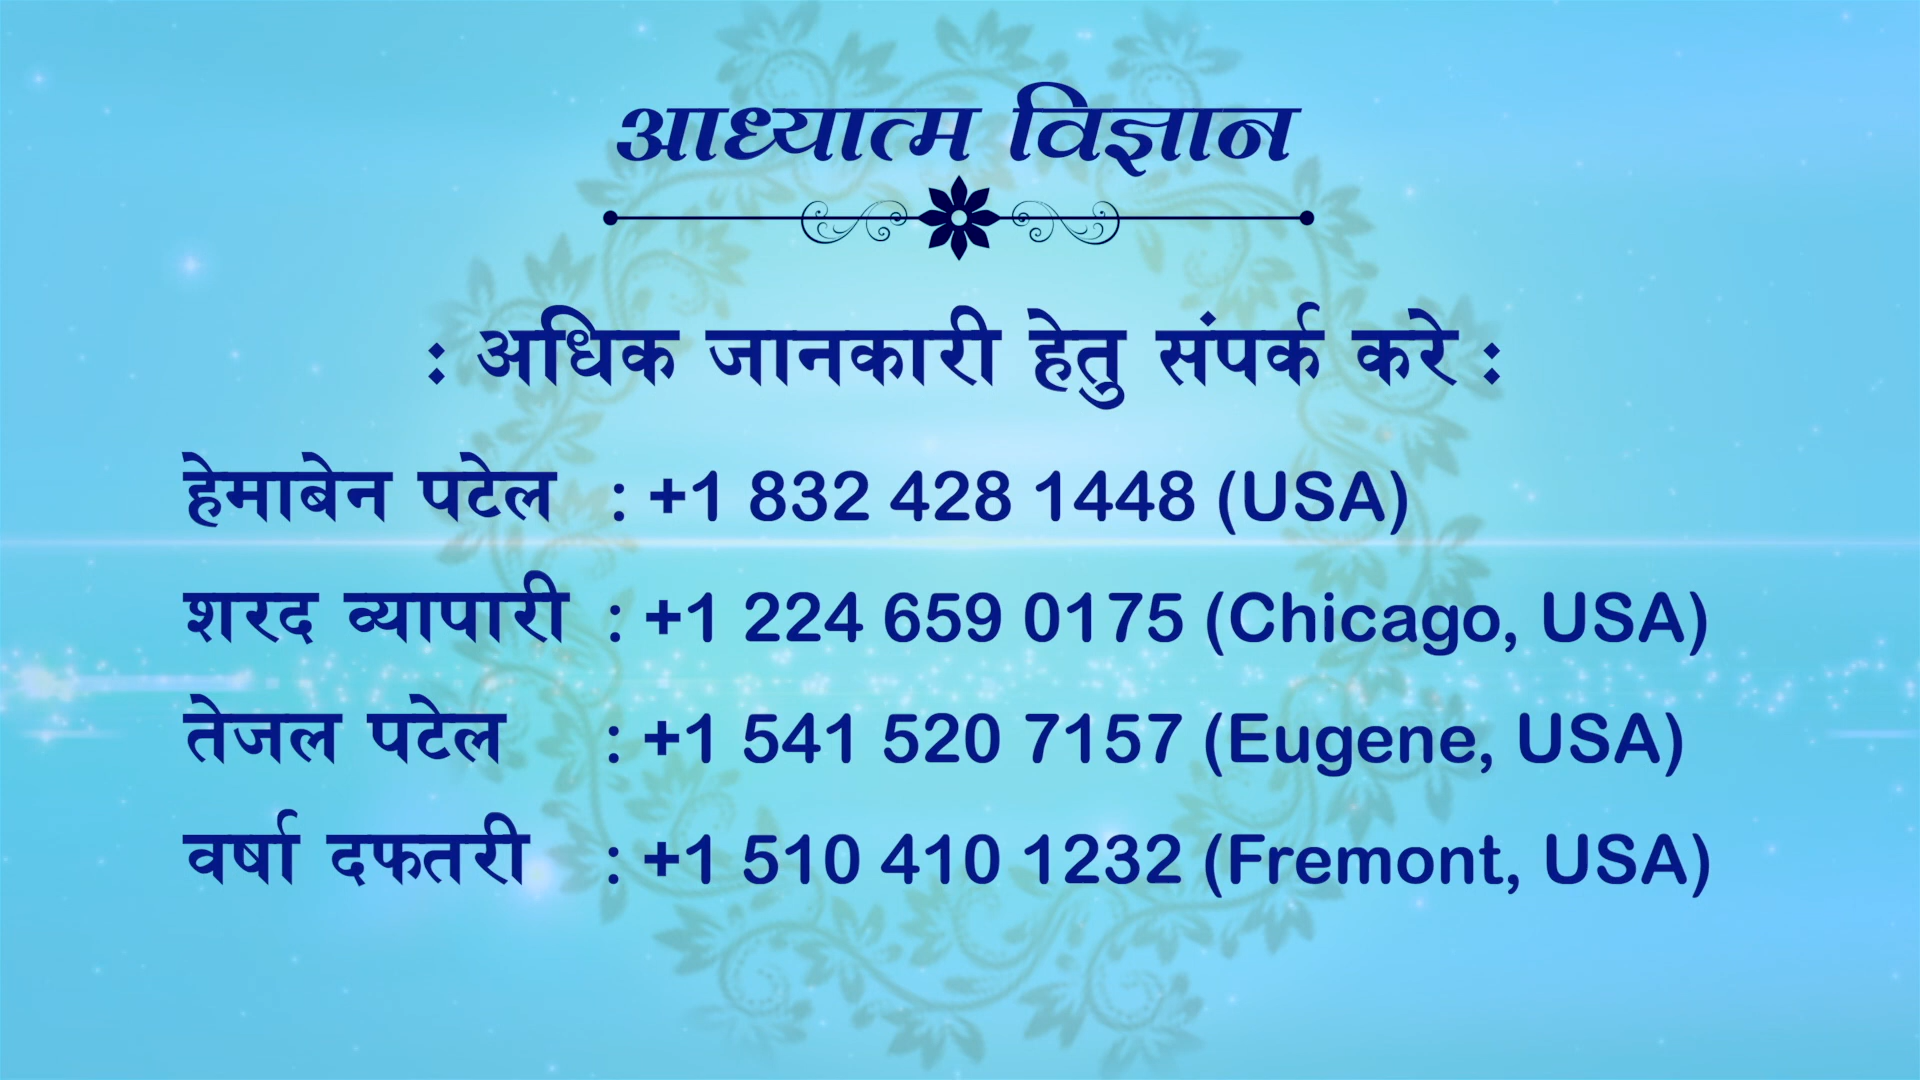 आध्यात्म विज्ञान
: अधिक जानकारी हेतु संपर्क करे :
हेमाबेन पटेल : +1 832 428 1448 (USA)
शरद व्यापारी : +1 224 659 0175 (Chicago, USA)
तेजल पटेल : +1 541 520 7157 (Eugene, USA)
वर्षा दफतरी : +1 510 410 1232 (Fremont, USA)